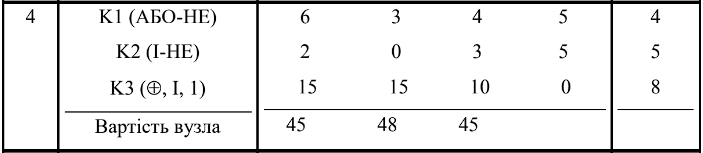 4 К1 (АБО-НЕ) 6 3 4 5 4
К2 (І-НЕ) 2 0 3 5 5
К3 (⊕, І, 1) 15 15 10 0 8
Вартість вузла 45 48 45